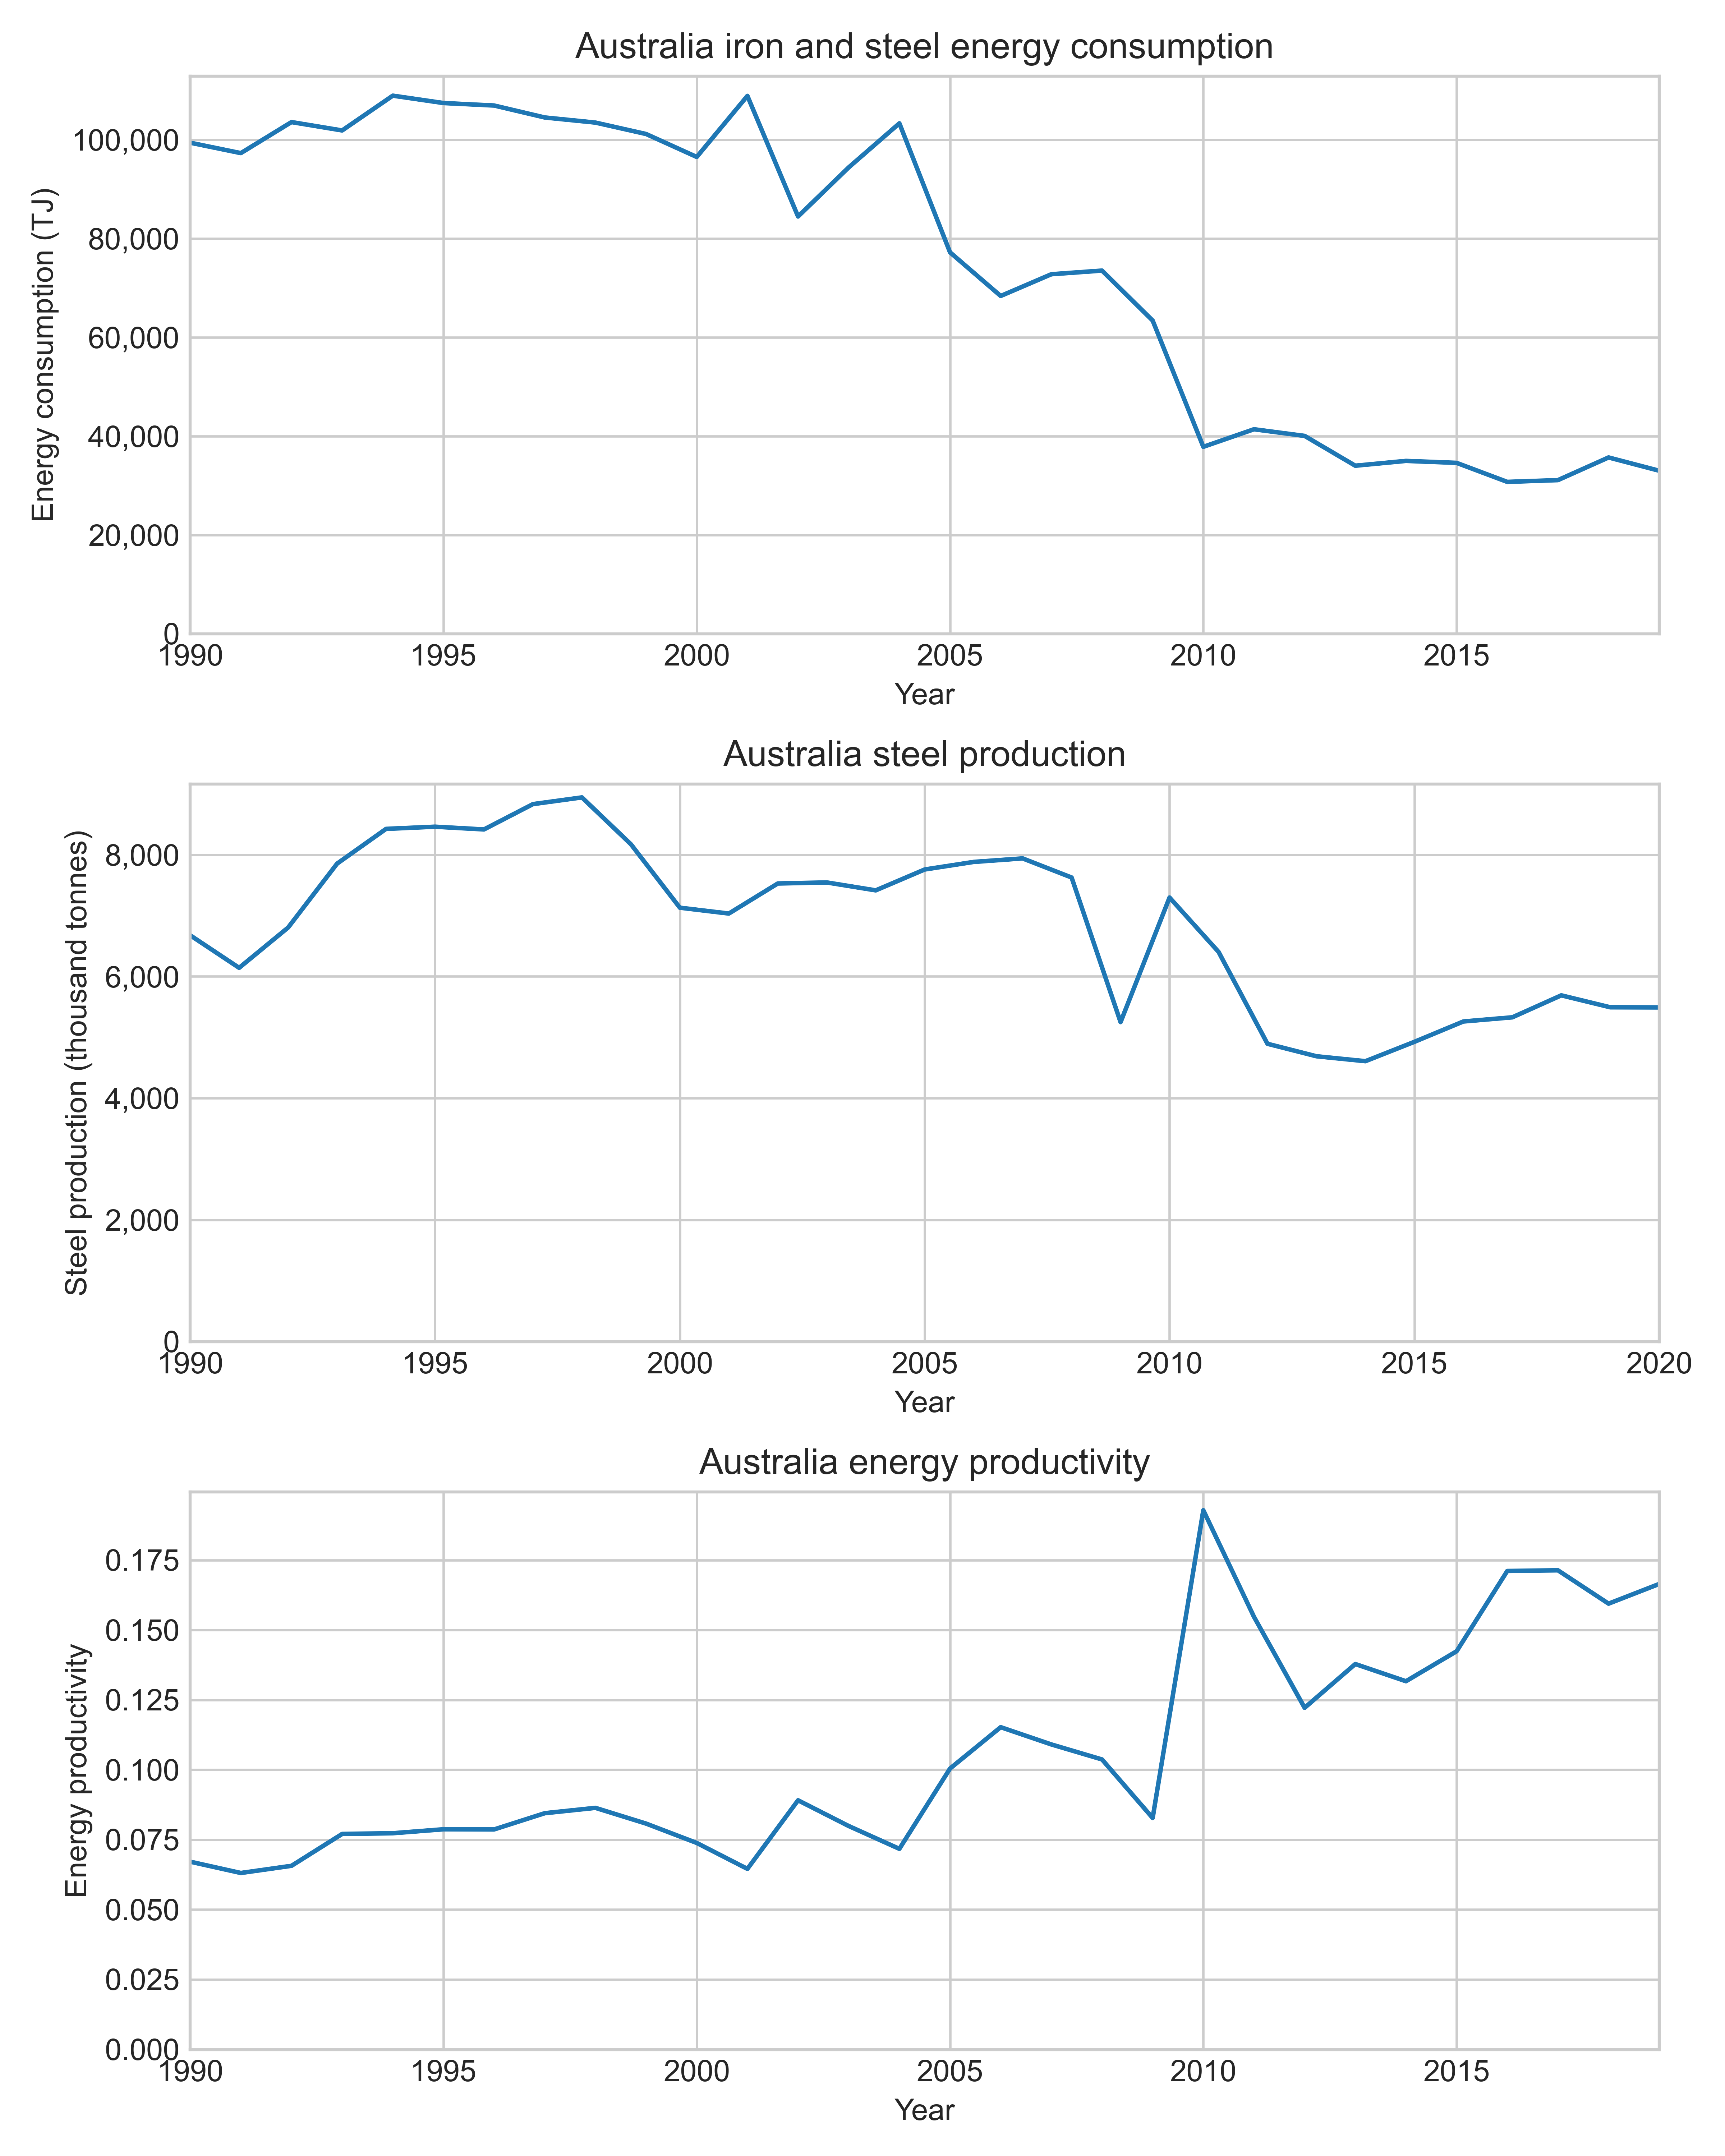 Australia iron and steel energy consumption
Energy consumption (TJ)
100,000
80,000
60,000
40,000
20,000
0
1990 1995 2000 2005 2010 2015
Year
Australia steel production
Steel production (thousand tonnes)
8,000
6,000
4,000
2,000
0
1990 1995 2000 2005 2010 2015 2020
Year
Australia energy productivity
Energy productivity
0.175
0.150
0.125
0.100
0.075
0.050
0.025
0.000
1990 1995 2000 2005 2010 2015
Year